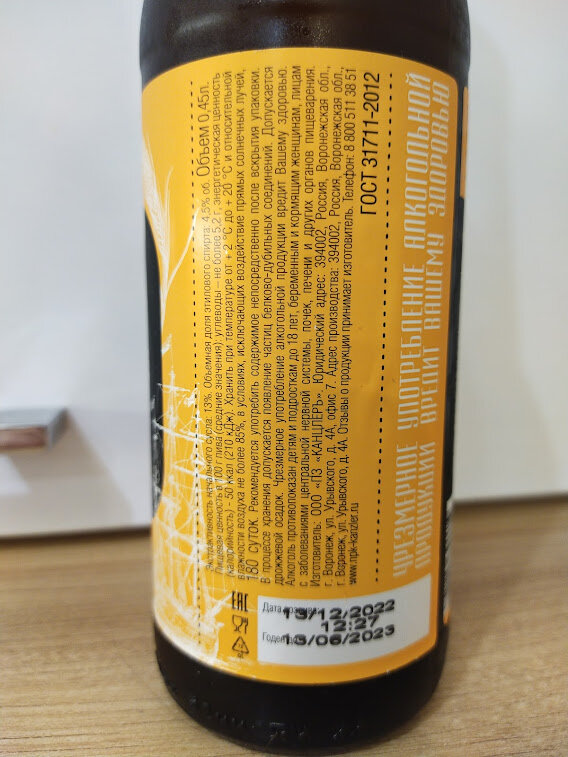 Экстрактивность начального сусла: 13%. Объемная доля этилового спирта: 4,5% об. Объем 0,45л.
Пищевая ценность в 100 г пива (средние значения): углеводы – не более 5,2 г, энергетическая ценность
(калорийность) - 50 ккал (210 кДж). Хранить при температуре от + 2 °С до + 20 °С и относительной
влажности воздуха не более 85%, в условиях, исключающих воздействие прямых солнечных лучей,
180 суток. Рекомендуется употребить содержимое непосредственно после вскрытия упаковки.
В процессе хранения допускается появление частиц белково-дубильных соединений. Допускается
дрожжевой осадок. Чрезмерное употребление алкогольной продукции вредит Вашему здоровью.
Алкоголь противопоказан детям и подросткам до 18 лет, беременным и кормящим женщинам, лицам
с заболеваниями центральной нервной системы, почек, печени и других органов пищеварения.
Изготовитель: ООО «ПЗ «КАНЦЛЕРЪ». Юридический адрес: 394002, Россия, Воронежская обл.,
г. Воронеж, ул. Урывского, д. 4А, офис 7. Адрес производства: 394002, Россия, Воронежская обл.,
г. Воронеж, ул. Урывского, д. 4А. Отзывы о продукции принимает изготовитель. Телефон: 8 800 511 38 51
www.npk-kanzler.ru
ГОСТ 31711-2012
ЧРЕЗМЕРНОЕ УПОТРЕБЛЕНИЕ АЛКОГОЛЬНОЙ
ПРОДУКЦИИ ВРЕДИТ ВАШЕМУ ЗДОРОВЬЮ
ЕАС
Дата розлива:
13/12/2022
12:27
Годен до:
13/06/2023